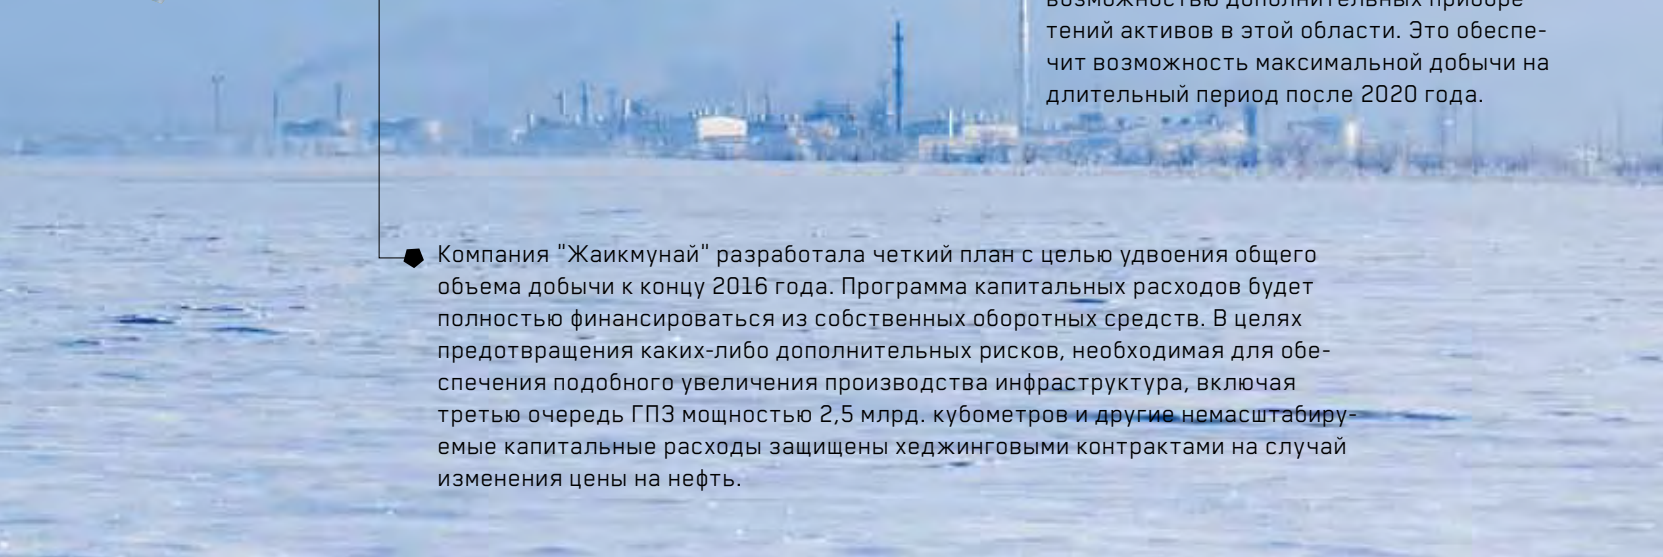 возможностью дополнительных приобре-
тений активов в этой области. Это обеспе-
чит возможность максимальной добычи на
длительный период после 2020 года.
Компания "Жаикмунай" разработала четкий план с целью удвоения общего
объема добычи к концу 2016 года. Программа капитальных расходов будет
полностью финансироваться из собственных оборотных средств. В целях
предотвращения каких-либо дополнительных рисков, необходимая для обе-
спечения подобного увеличения производства инфраструктура, включая
третью очередь ГПЗ мощностью 2,5 млрд. кубометров и другие немасштабиру-
емые капитальные расходы защищены хеджинговыми контрактами на случай
изменения цены на нефть.